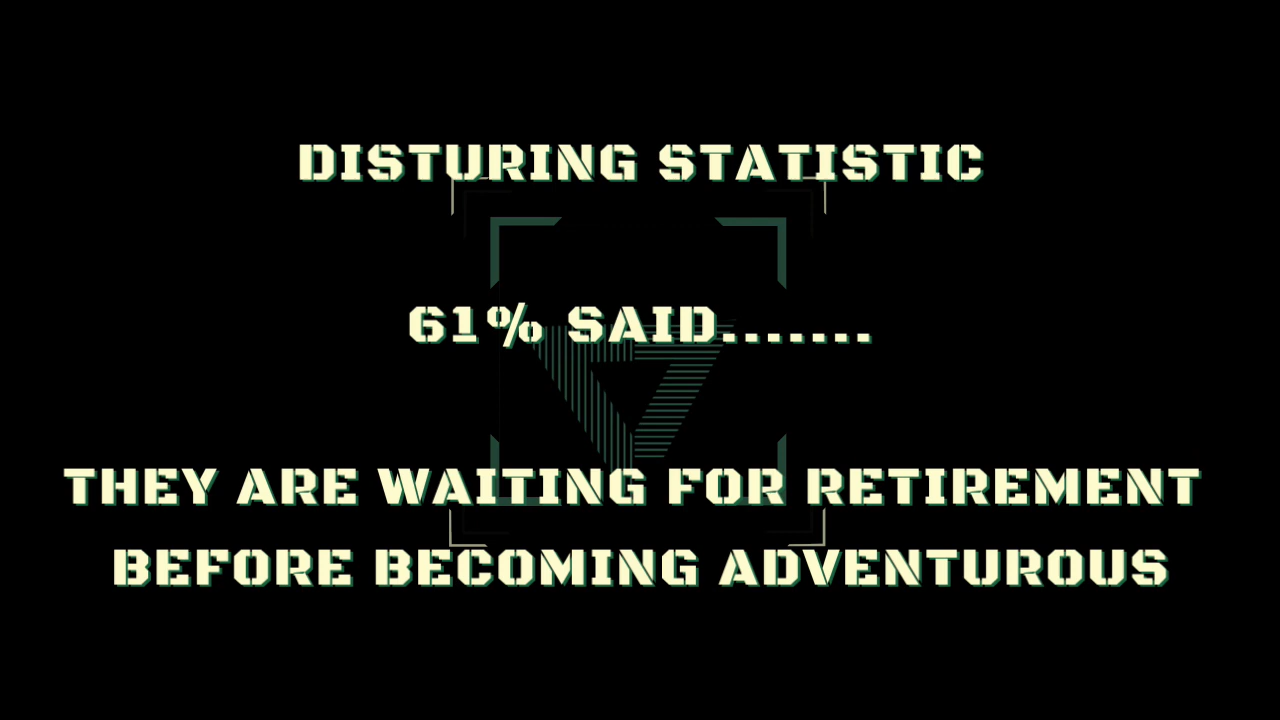 DISTURING STATISTIC
61% SAID.......
THEY ARE WAITING FOR RETIREMENT
BEFORE BECOMING ADVENTUROUS